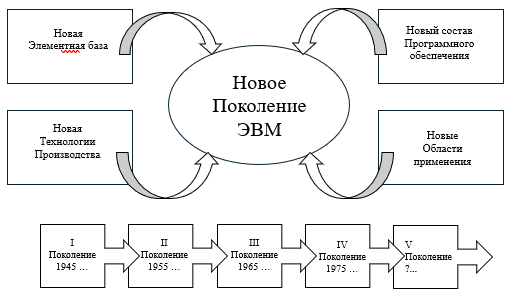 Новая
Элементная база
Новый состав
Программного
обеспечения
Новое
Поколение
ЭВМ
Новая
Технологии
Производства
Новые
Области
применения
I
Поколение
1945 ...
II
Поколение
1955 ...
III
Поколение
1965 ...
IV
Поколение
1975 ...
V
Поколение
?...